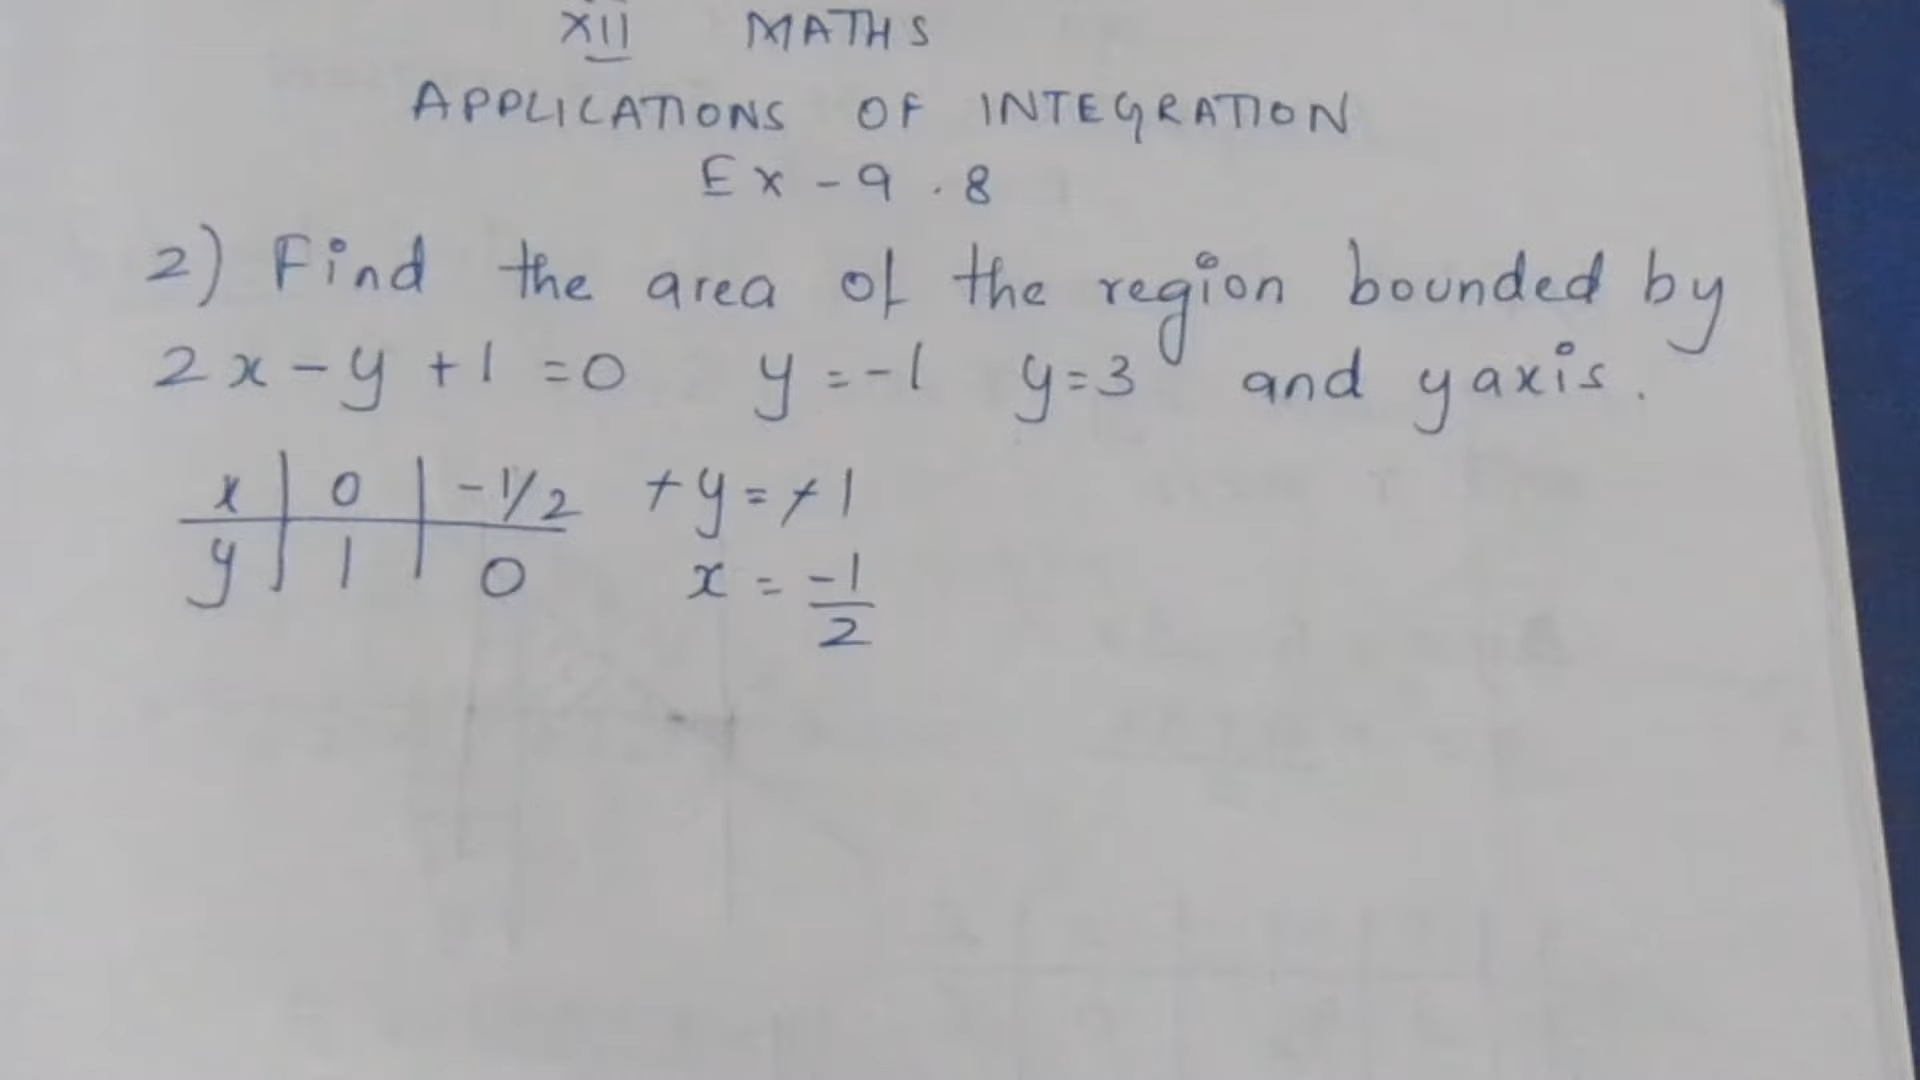 XII MATHS
APPLICATIONS OF INTEGRATION
Ex - 9.8
2) Find the area of the region bounded by
2x - y + 1 = 0 y = -1 y = 3 and y axis.
x | 0 | -1/2 +y = +1
y | 1 | 0 x = -1/2